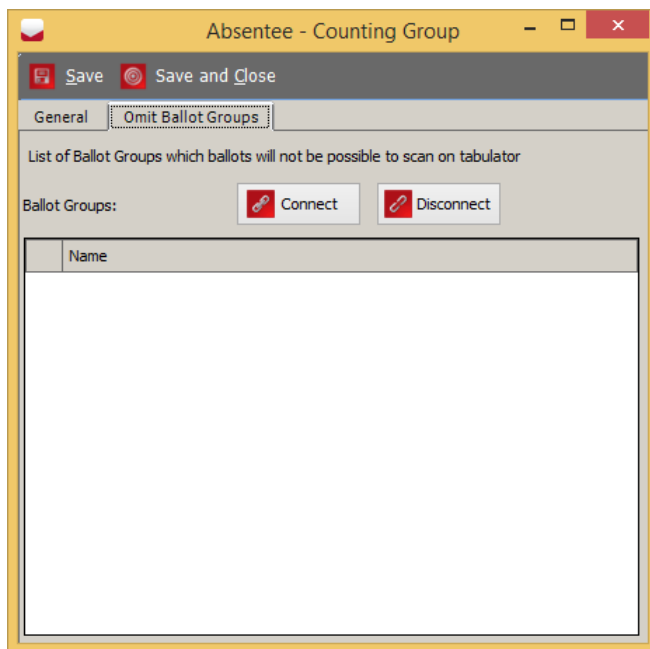 Absentee - Counting Group
Save Save and Close
General Omit Ballot Groups
List of Ballot Groups which ballots will not be possible to scan on tabulator
Ballot Groups: Connect Disconnect
Name